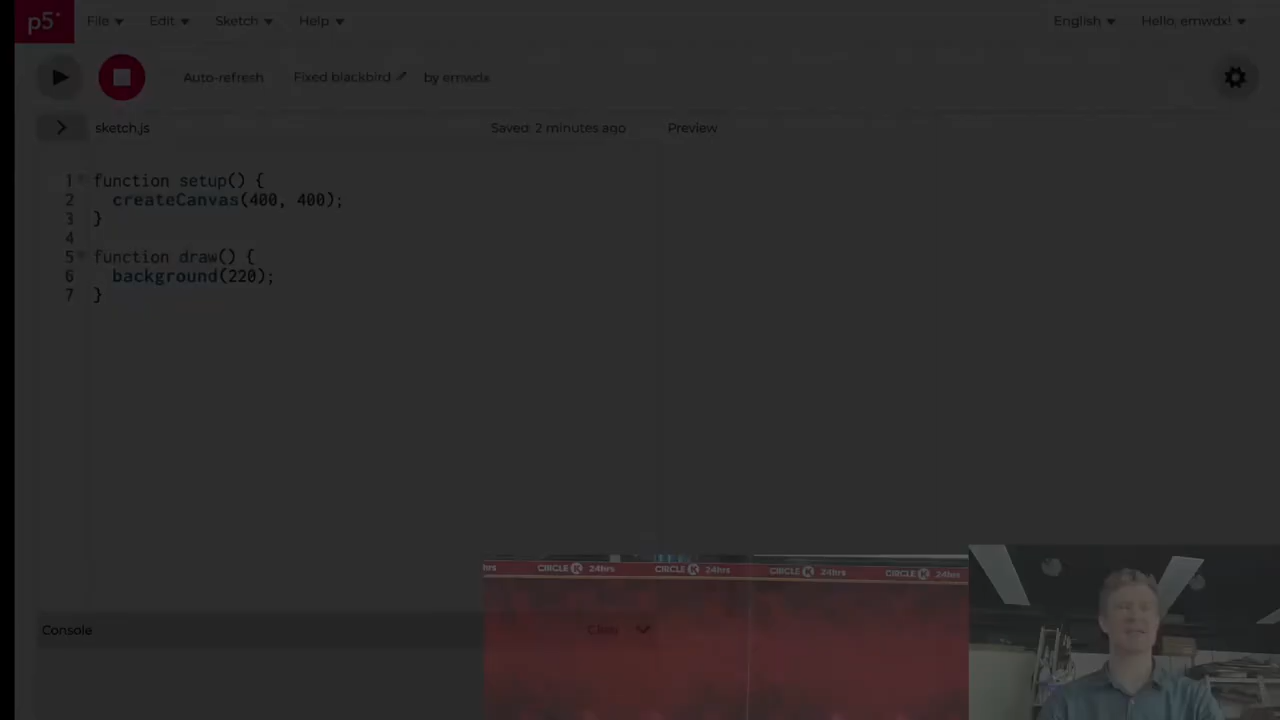 p5*
File
Edit
Sketch
Help
English
Hello, emwdx!
Auto-refresh
Fixed blackbird
by emwdx
sketch.js
Saved: 2 minutes ago
Preview
1 function setup() {
2 createCanvas(400, 400);
3 }
4
5 function draw() {
6 background(220);
7 }
Console
Clear
hrs CIRCLE K 24hrs CIRCLE K 24hrs CIRCLE K 24hrs CIRCLE K 24hrs